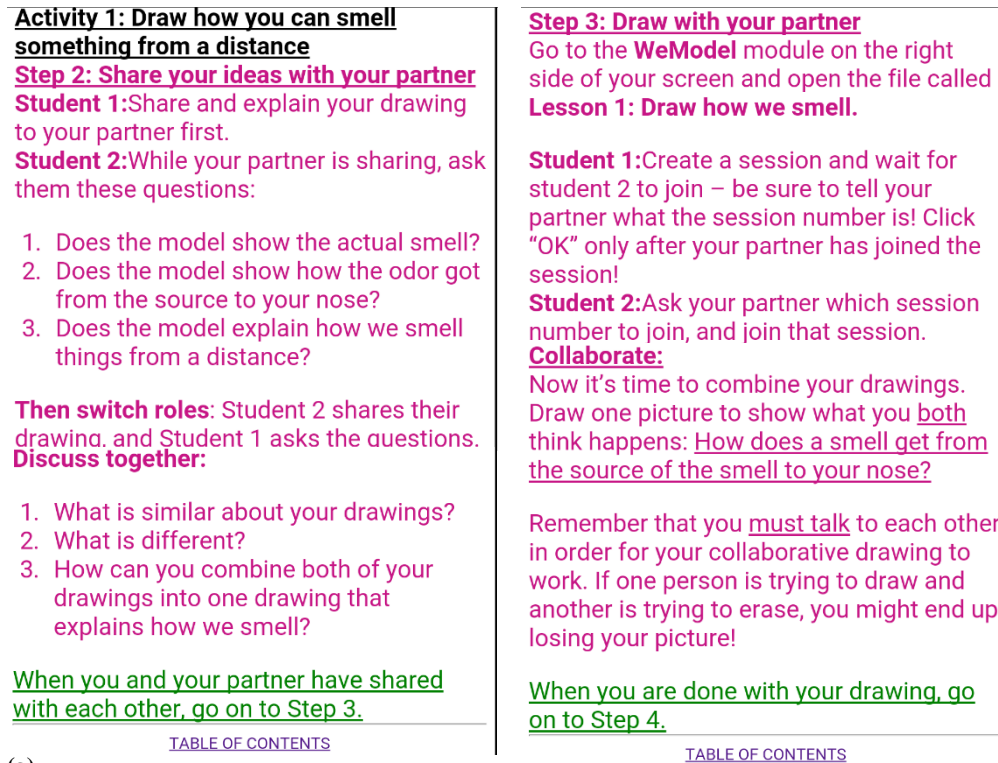 Activity 1: Draw how you can smell
something from a distance
Step 2: Share your ideas with your partner
Student 1:Share and explain your drawing
to your partner first.
Student 2:While your partner is sharing, ask
them these questions:
1. Does the model show the actual smell?
2. Does the model show how the odor got
from the source to your nose?
3. Does the model explain how we smell
things from a distance?
Then switch roles: Student 2 shares their
drawing, and Student 1 asks the questions.
Discuss together:
1. What is similar about your drawings?
2. What is different?
3. How can you combine both of your
drawings into one drawing that
explains how we smell?
When you and your partner have shared
with each other, go on to Step 3.
TABLE OF CONTENTS
Step 3: Draw with your partner
Go to the WeModel module on the right
side of your screen and open the file called
Lesson 1: Draw how we smell.
Student 1:Create a session and wait for
student 2 to join – be sure to tell your
partner what the session number is! Click
“OK” only after your partner has joined the
session!
Student 2:Ask your partner which session
number to join, and join that session.
Collaborate:
Now it’s time to combine your drawings.
Draw one picture to show what you both
think happens: How does a smell get from
the source of the smell to your nose?
Remember that you must talk to each other
in order for your collaborative drawing to
work. If one person is trying to draw and
another is trying to erase, you might end up
losing your picture!
When you are done with your drawing, go
on to Step 4.
TABLE OF CONTENTS